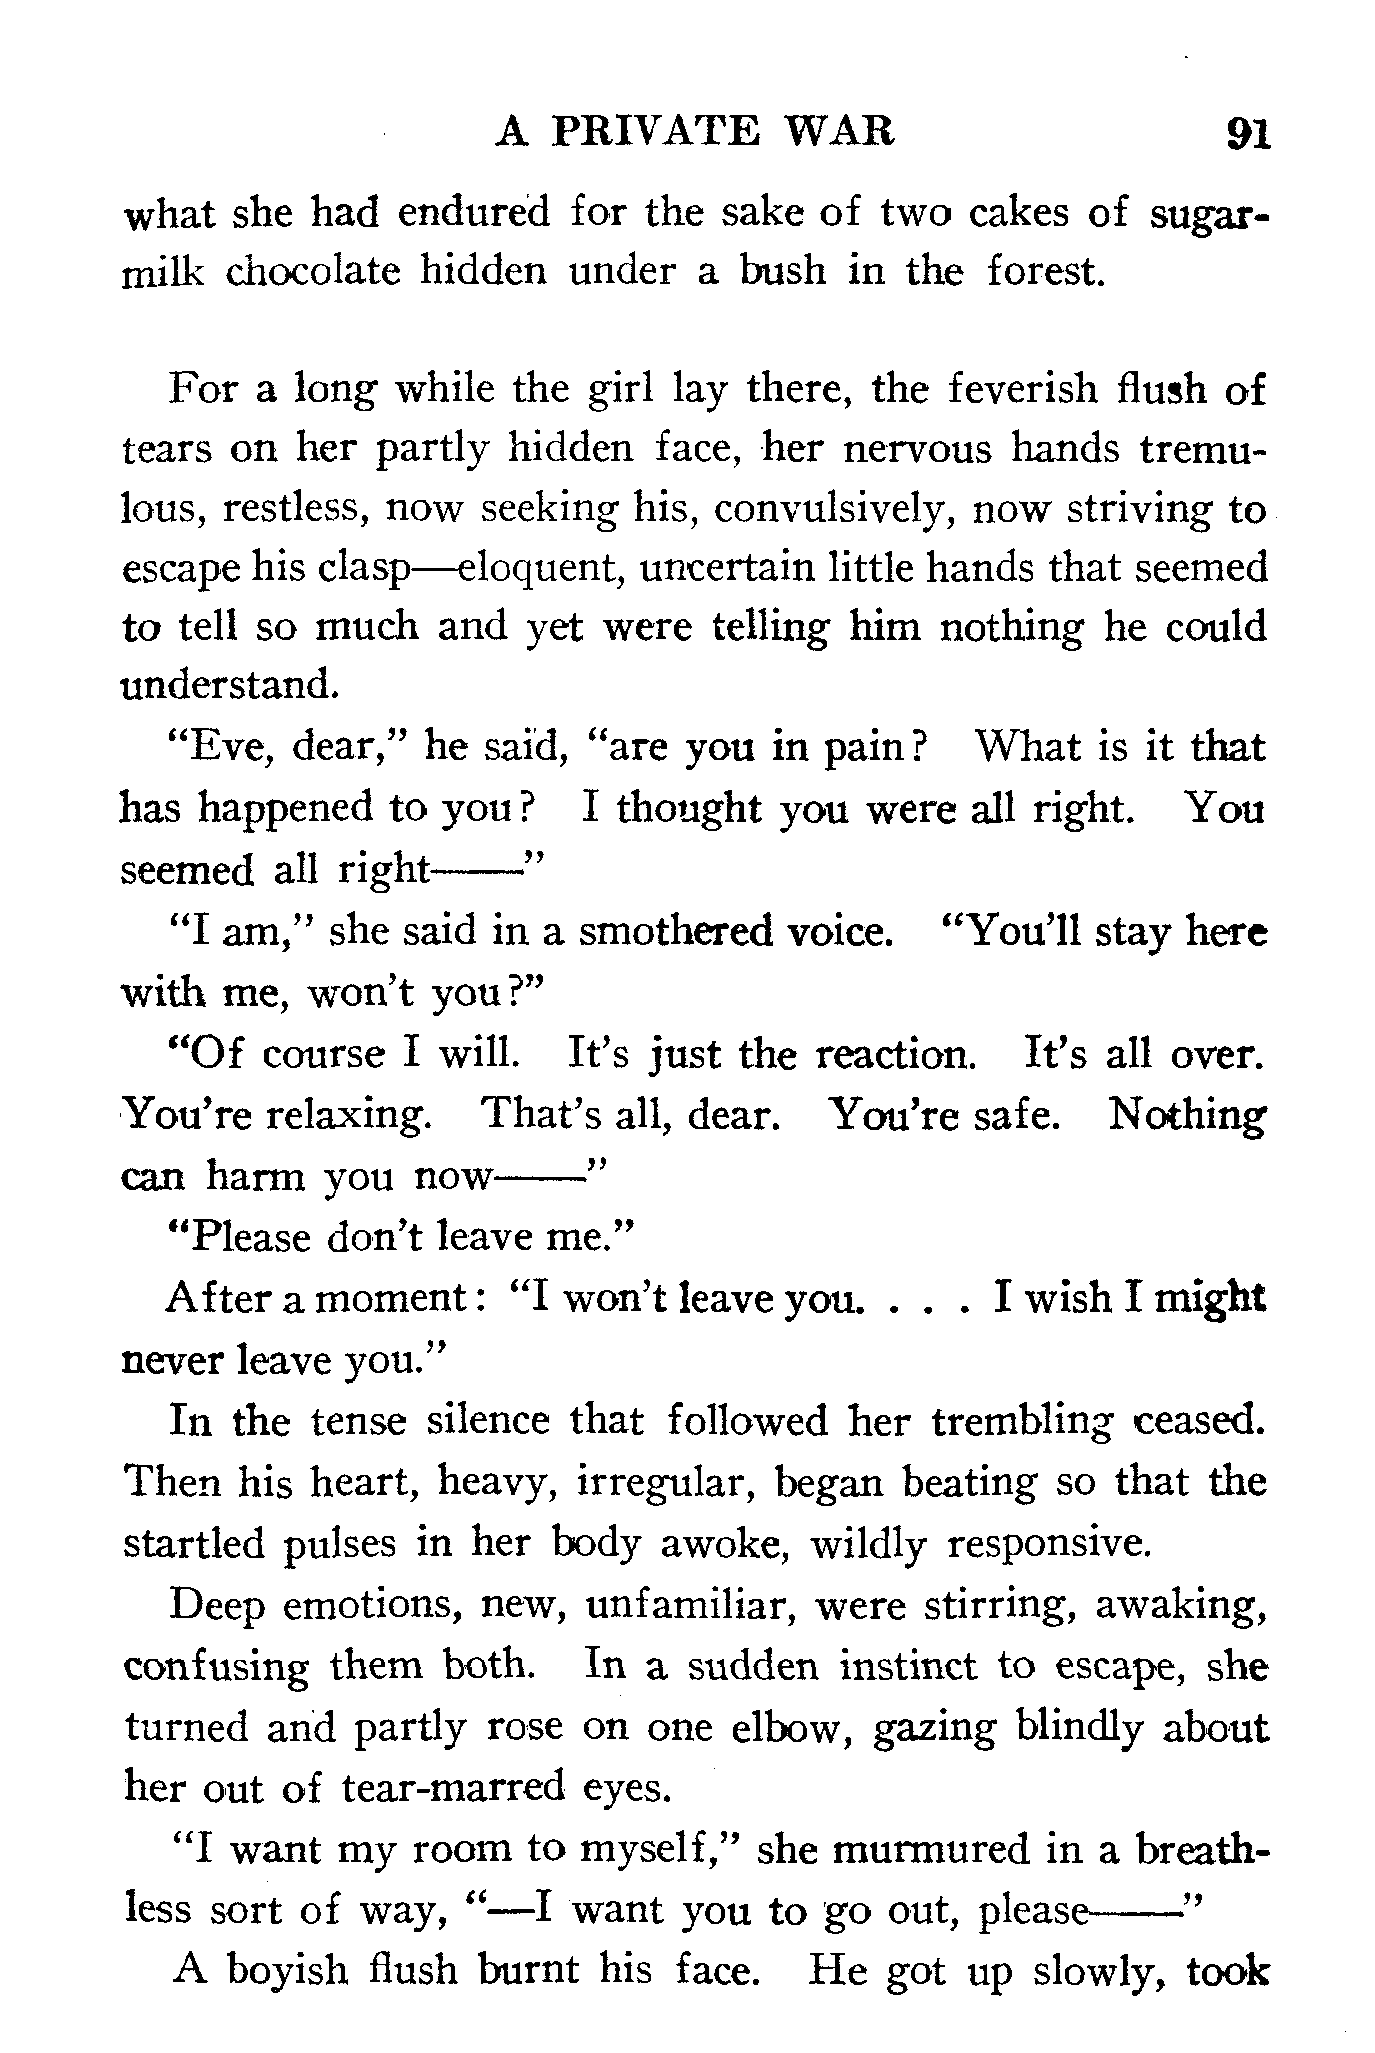 A PRIVATE WAR 91
what she had endured for the sake of two cakes of sugar-
milk chocolate hidden under a bush in the forest.
For a long while the girl lay there, the feverish flush of
tears on her partly hidden face, her nervous hands tremu-
lous, restless, now seeking his, convulsively, now striving to
escape his clasp—eloquent, uncertain little hands that seemed
to tell so much and yet were telling him nothing he could
understand.
“Eve, dear,” he said, “are you in pain? What is it that
has happened to you? I thought you were all right. You
seemed all right——”
“I am,” she said in a smothered voice. “You’ll stay here
with me, won’t you?”
“Of course I will. It’s just the reaction. It’s all over.
You’re relaxing. That’s all, dear. You’re safe. Nothing
can harm you now——”
“Please don’t leave me.”
After a moment: “I won’t leave you. . . . I wish I might
never leave you.”
In the tense silence that followed her trembling ceased.
Then his heart, heavy, irregular, began beating so that the
startled pulses in her body awoke, wildly responsive.
Deep emotions, new, unfamiliar, were stirring, awaking,
confusing them both. In a sudden instinct to escape, she
turned and partly rose on one elbow, gazing blindly about
her out of tear-marred eyes.
“I want my room to myself,” she murmured in a breath-
less sort of way, “—I want you to go out, please——”
A boyish flush burnt his face. He got up slowly, took